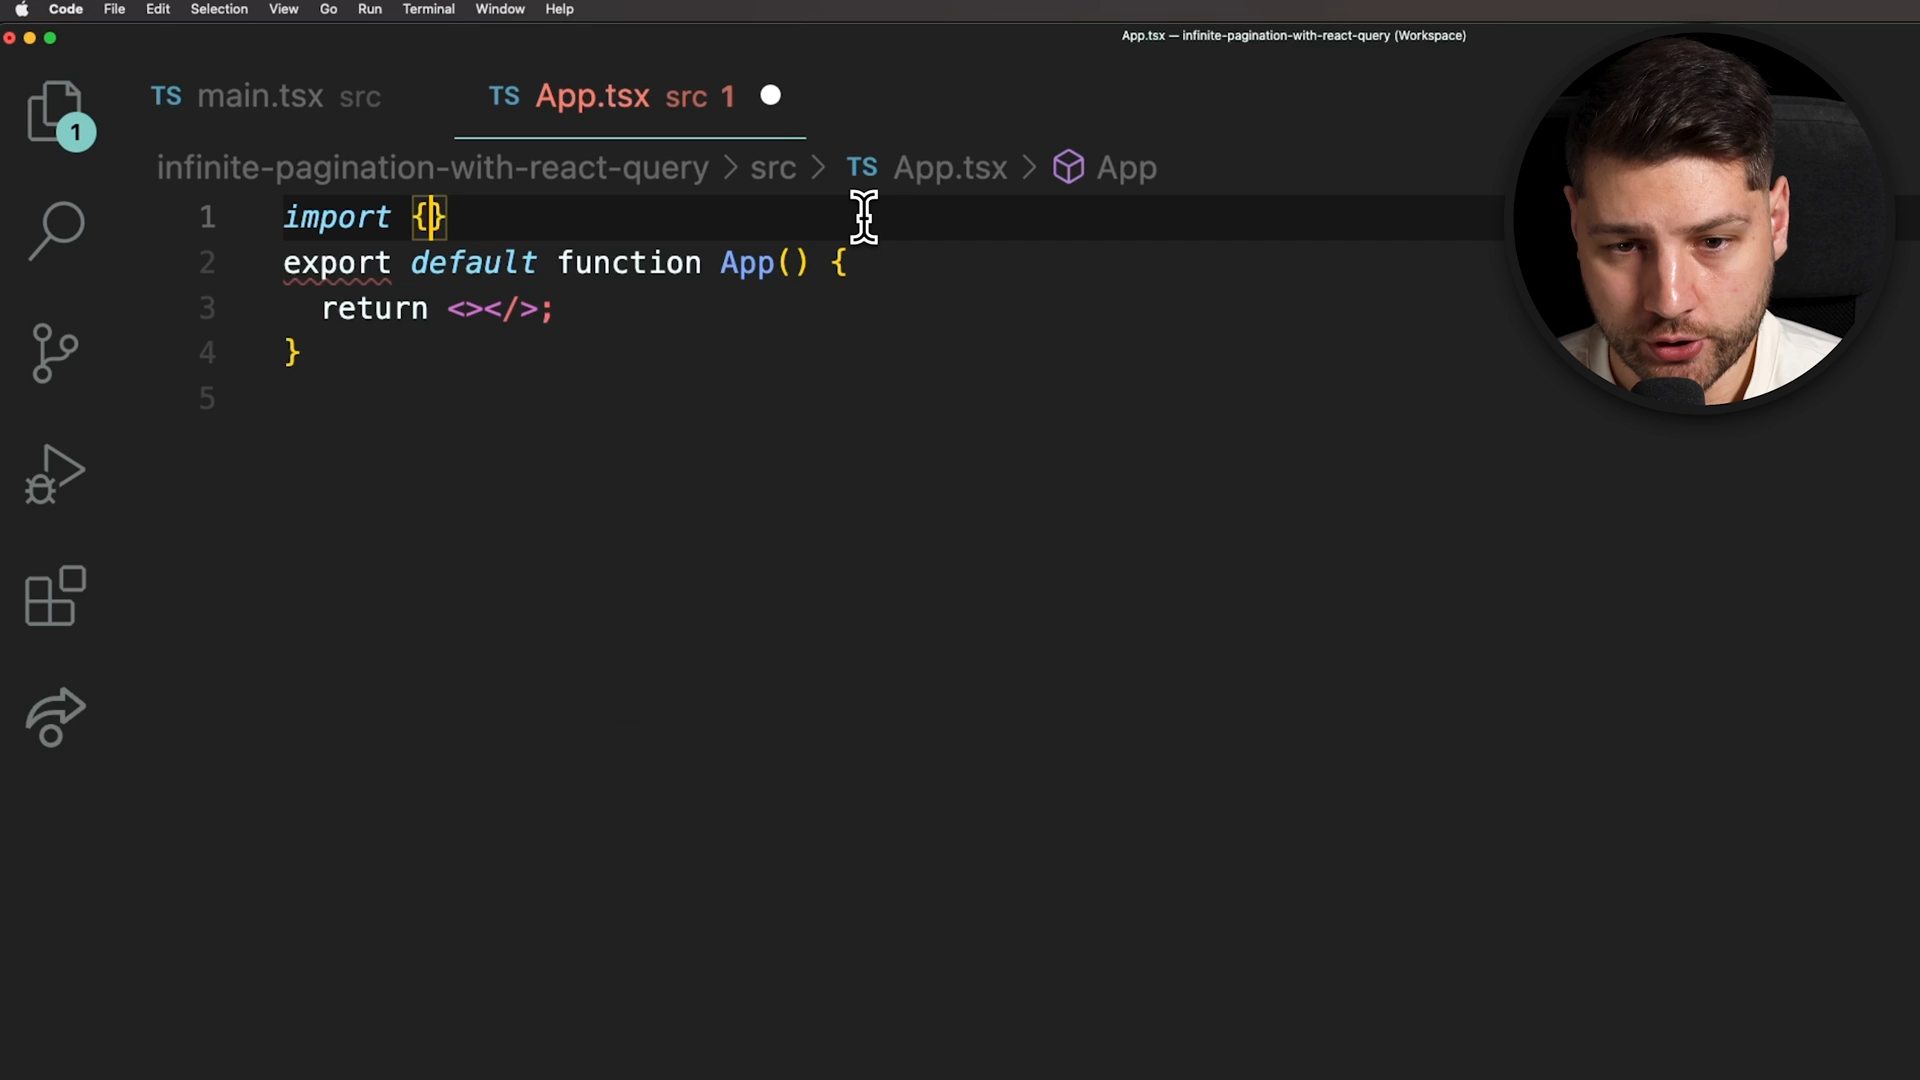 Code File Edit Selection View Go Run Terminal Window Help
App.tsx — infinite-pagination-with-react-query (Workspace)
TS main.tsx src TS App.tsx src 1
1
infinite-pagination-with-react-query > src > TS App.tsx > App
1 import {}
2 export default function App() {
3 return <></>;
4 }
5